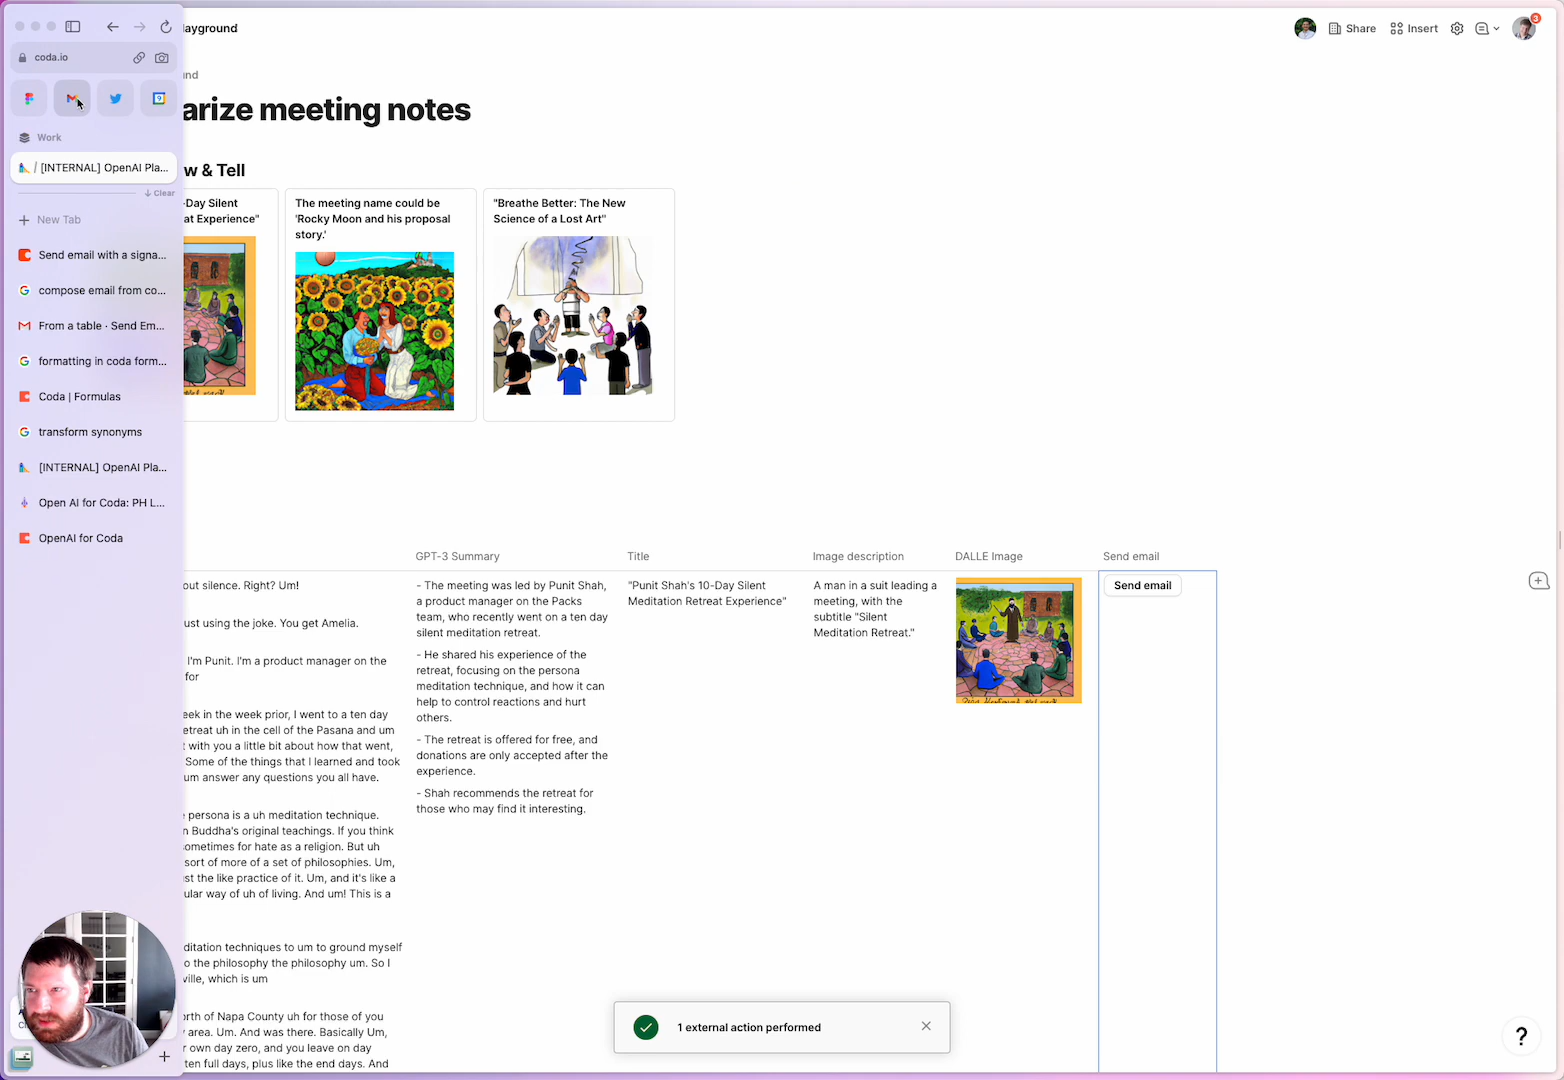 coda.io
Work
/ [INTERNAL] OpenAI Pla...
Clear
New Tab
Send email with a signa...
compose email from co...
From a table · Send Em...
formatting in coda form...
Coda | Formulas
transform synonyms
[INTERNAL] OpenAI Pla...
Open AI for Coda: PH L...
OpenAI for Coda
layground
Share
Insert
3
und
arize meeting notes
w & Tell
-Day Silent
at Experience"
The meeting name could be
'Rocky Moon and his proposal
story.'
"Breathe Better: The New
Science of a Lost Art"
GPT-3 Summary
Title
Image description
DALLE Image
Send email
out silence. Right? Um!
ust using the joke. You get Amelia.
I'm Punit. I'm a product manager on the
for
eek in the week prior, I went to a ten day
etreat uh in the cell of the Pasana and um
t with you a little bit about how that went,
Some of the things that I learned and took
um answer any questions you all have.
e persona is a uh meditation technique.
n Buddha's original teachings. If you think
ometimes for hate as a religion. But uh
sort of more of a set of philosophies. Um,
st the like practice of it. Um, and it's like a
ular way of uh of living. And um! This is a
ditation techniques to um to ground myself
o the philosophy the philosophy um. So I
ville, which is um
orth of Napa County uh for those of you
area. Um. And was there. Basically Um,
r own day zero, and you leave on day
ten full days, plus like the end days. And
- The meeting was led by Punit Shah,
a product manager on the Packs
team, who recently went on a ten day
silent meditation retreat.
- He shared his experience of the
retreat, focusing on the persona
meditation technique, and how it can
help to control reactions and hurt
others.
- The retreat is offered for free, and
donations are only accepted after the
experience.
- Shah recommends the retreat for
those who may find it interesting.
"Punit Shah's 10-Day Silent
Meditation Retreat Experience"
A man in a suit leading a
meeting, with the
subtitle "Silent
Meditation Retreat."
Send email
1 external action performed
?